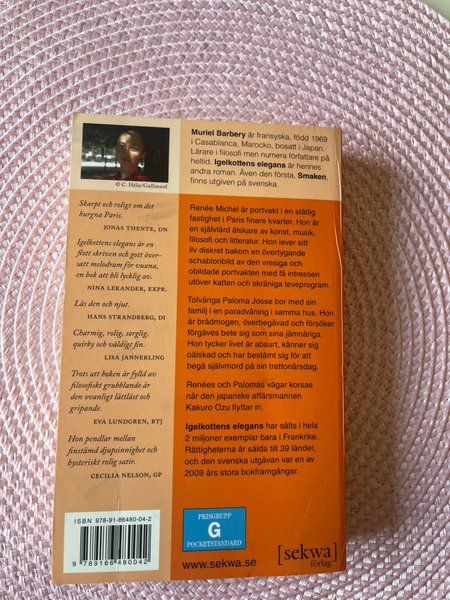 Muriel Barbery är fransyska, född 1969
i Casablanca, Marocko, bosatt i Japan.
Lärare i filosofi men numera författare på
heltid. Igelkottens elegans är hennes
andra roman. Även den första, Smaken,
finns utgiven på svenska.
© C. Hélie/Gallimard
Skarpt och roligt om det
burgna Paris.
JONAS THENTE, DN
Igelkottens elegans är en
flott skriven och gott över-
satt melodram för vuxna,
en bok att bli lycklig av.
NINA LEKANDER, EXPR.
Läs den och njut.
HANS STRANDBERG, DI
Charmig, rolig, sorglig,
quirky och väldigt fin.
LISA JANNERLING
Trots att boken är fylld av
filosofiskt grubblande är
den ovanligt lättläst och
gripande.
EVA LUNDGREN, BTJ
Hon pendlar mellan
finstämd djupsinnighet och
hysteriskt rolig satir.
CECILIA NELSON, GP
Renée Michel är portvakt i en ståtlig
fastighet i Paris finare kvarter. Hon är
en självlärd älskare av konst, musik,
filosofi och litteratur. Hon lever sitt
liv diskret bakom en övertygande
schablonbild av den vresiga och
obildade portvakten med få intressen
utöver katten och skråniga teveprogram.
Tolvåriga Paloma Josse bor med sin
familj i en paradvåning i samma hus. Hon
är brådmogen, överbegåvad och försöker
förgäves bete sig som sina jämnåriga.
Hon tycker livet är absurt, känner sig
oälskad och har bestämt sig för att
begå självmord på sin trettonårsdag.
Renées och Palomas vägar korsas
när den japanske affärsmannen
Kakuro Ozu flyttar in.
Igelkottens elegans har sålts i hela
2 miljoner exemplar bara i Frankrike.
Rättigheterna är sålda till 39 länder,
och den svenska utgåvan var en av
2009 års stora bokframgångar.
ISBN 978-91-86480-04-2
9 789186 480042
PRISGRUPP
G
POCKETSTANDARD
www.sekwa.se
[sekwa]
förlag